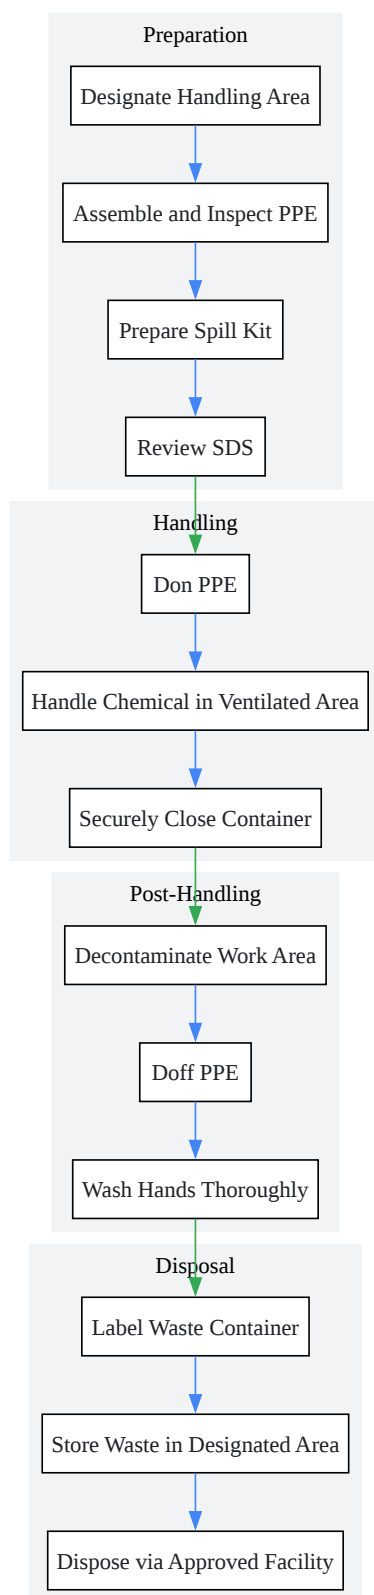 Preparation
Designate Handling Area
Assemble and Inspect PPE
Prepare Spill Kit
Review SDS
Handling
Don PPE
Handle Chemical in Ventilated Area
Securely Close Container
Post-Handling
Decontaminate Work Area
Doff PPE
Wash Hands Thoroughly
Disposal
Label Waste Container
Store Waste in Designated Area
Dispose via Approved Facility